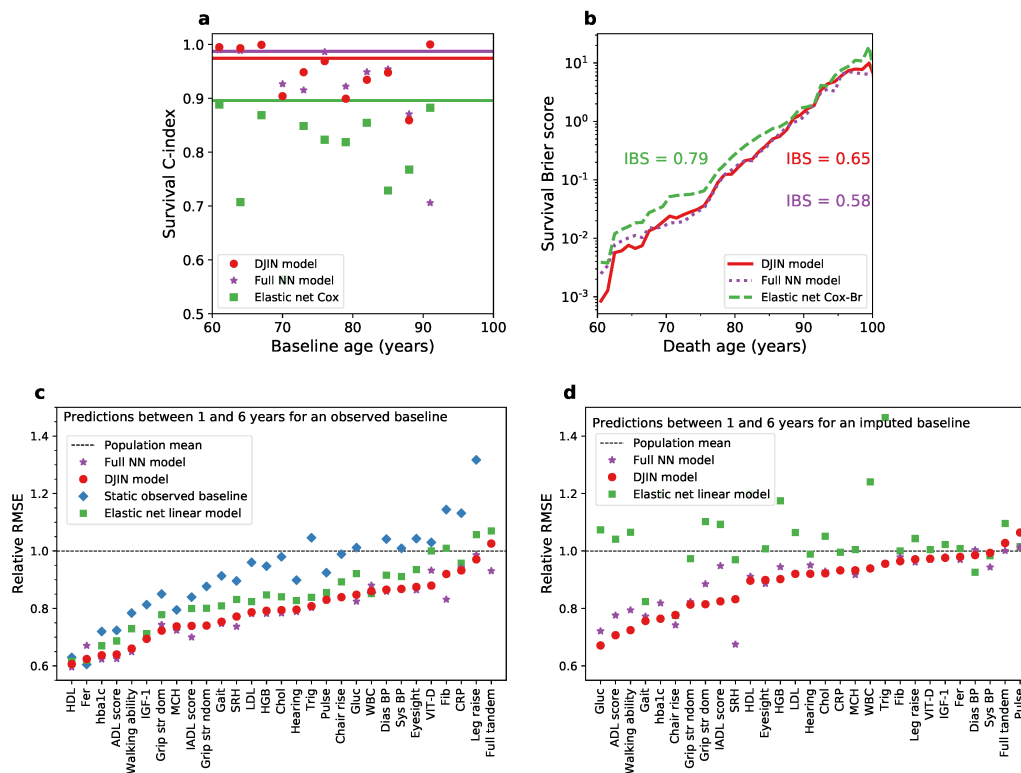 a
1.0
0.9
0.8
0.7
0.6
0.5
60
70
80
90
100
Survival C-index
Baseline age (years)
DJIN model
Full NN model
Elastic net Cox
b
10^1
10^0
10^-1
10^-2
10^-3
60
70
80
90
100
Survival Brier score
Death age (years)
IBS = 0.79
IBS = 0.65
IBS = 0.58
DJIN model
Full NN model
Elastic net Cox-Br
c
Predictions between 1 and 6 years for an observed baseline
Population mean
Full NN model
DJIN model
Static observed baseline
Elastic net linear model
1.4
1.2
1.0
0.8
0.6
Relative RMSE
HDL
Fer
hba1c
ADL score
Walking ability
IGF-1
Grip str dom
MCH
IADL score
Grip str ndom
Gait
SRH
LDL
HGB
Chol
Hearing
Trig
Pulse
Chair rise
Gluc
WBC
Dias BP
Sys BP
Eyesight
VIT-D
Fib
CRP
Leg raise
Full tandem
d
Predictions between 1 and 6 years for an imputed baseline
Population mean
Full NN model
DJIN model
Elastic net linear model
1.4
1.2
1.0
0.8
0.6
Relative RMSE
Gluc
ADL score
Walking ability
Gait
hba1c
Chair rise
Grip str ndom
Grip str dom
IADL score
SRH
HDL
Eyesight
HGB
LDL
Hearing
Chol
CRP
MCH
WBC
Trig
Fib
Leg raise
VIT-D
IGF-1
Fer
Dias BP
Sys BP
Full tandem
Pulse